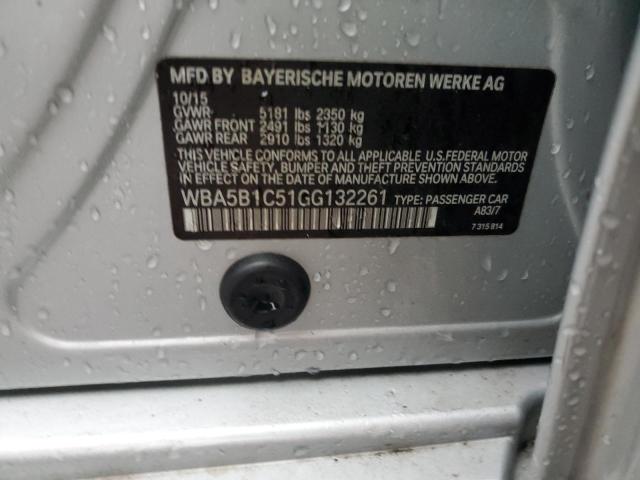 MFD BY BAYERISCHE MOTOREN WERKE AG
10/15
GVWR 5181 lbs 2350 kg
GAWR FRONT 2491 lbs 1130 kg
GAWR REAR 2910 lbs 1320 kg
THIS VEHICLE CONFORMS TO ALL APPLICABLE U.S.FEDERAL MOTOR
VEHICLE SAFETY, BUMPER AND THEFT PREVENTION STANDARDS
IN EFFECT ON THE DATE OF MANUFACTURE SHOWN ABOVE.
WBA5B1C51GG132261 TYPE: PASSENGER CAR
A83/7
7 315 814